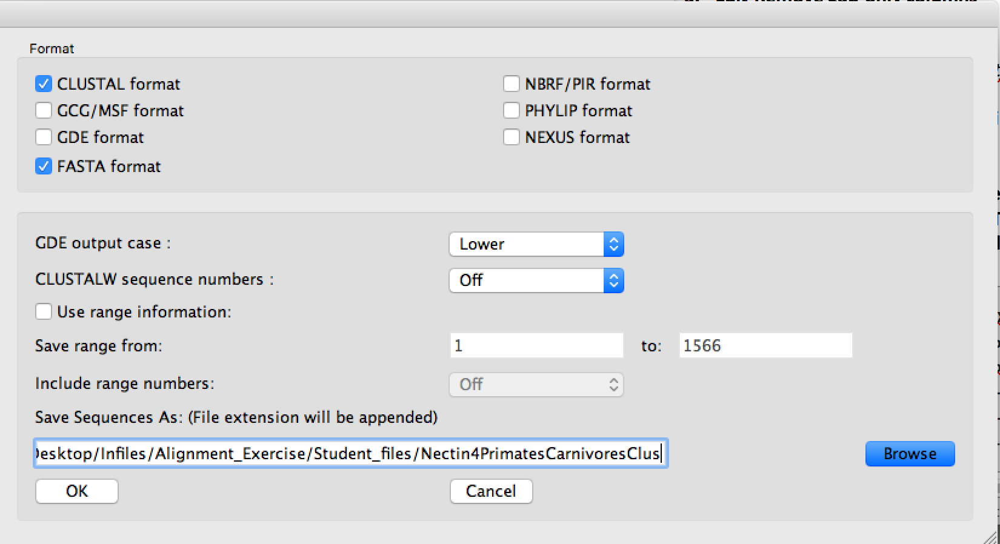 Format
CLUSTAL format
NBRF/PIR format
GCG/MSF format
PHYLIP format
GDE format
NEXUS format
FASTA format
GDE output case :
Lower
CLUSTALW sequence numbers :
Off
Use range information:
Save range from:
1
to:
1566
Include range numbers:
Off
Save Sequences As: (File extension will be appended)
esktop/Infiles/Alignment_Exercise/Student_files/Nectin4PrimatesCarnivoresClus
Browse
OK
Cancel